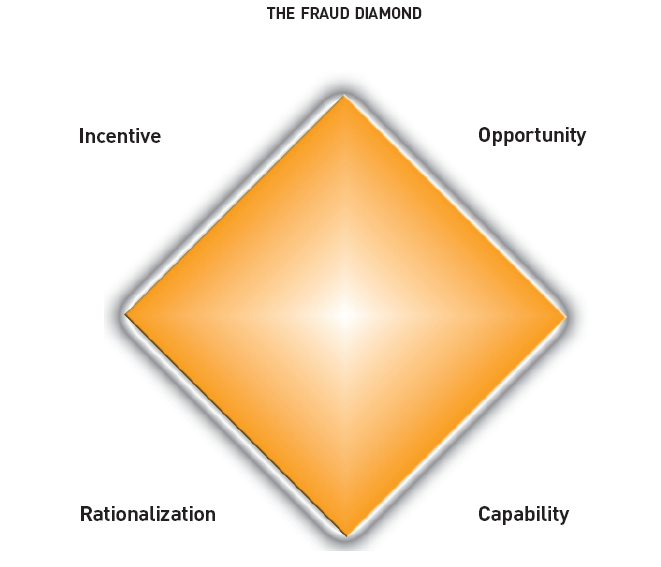 THE FRAUD DIAMOND
Incentive
Opportunity
Rationalization
Capability